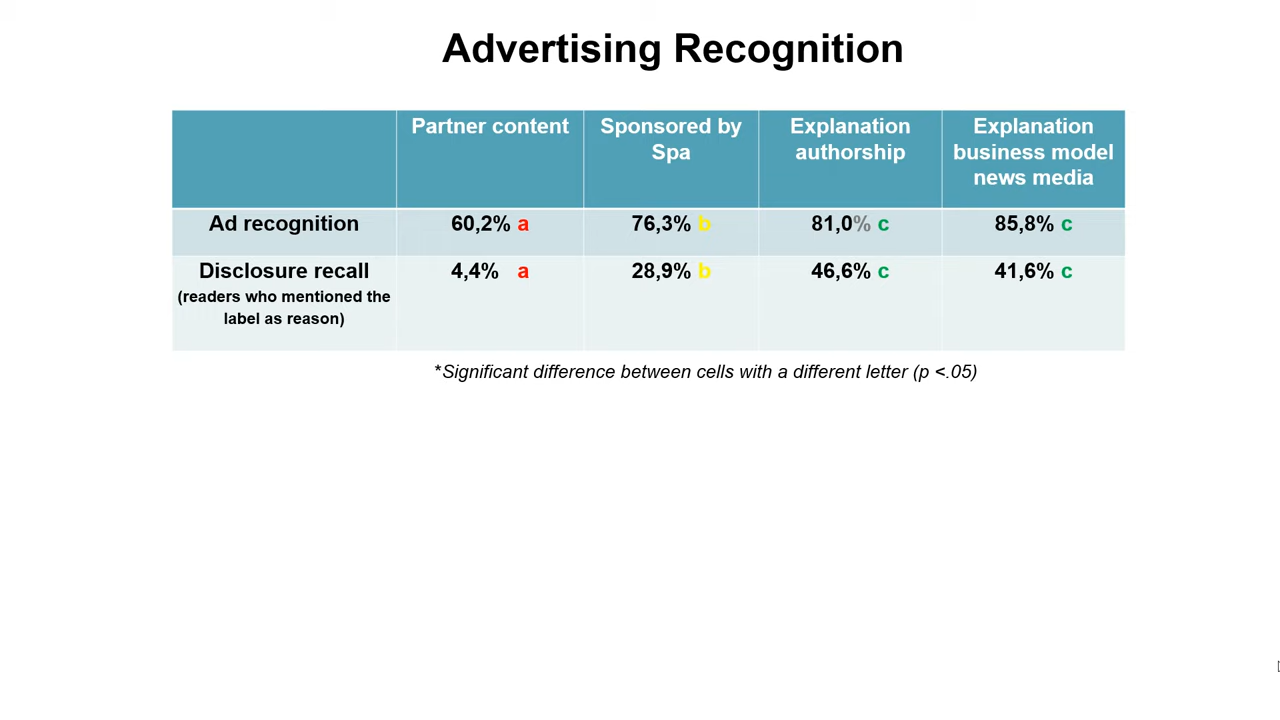 Advertising Recognition
Partner content
Sponsored by
Spa
Explanation
authorship
Explanation
business model
news media
Ad recognition
60,2% a
76,3% b
81,0% c
85,8% c
Disclosure recall
(readers who mentioned the
label as reason)
4,4% a
28,9% b
46,6% c
41,6% c
*Significant difference between cells with a different letter (p <.05)